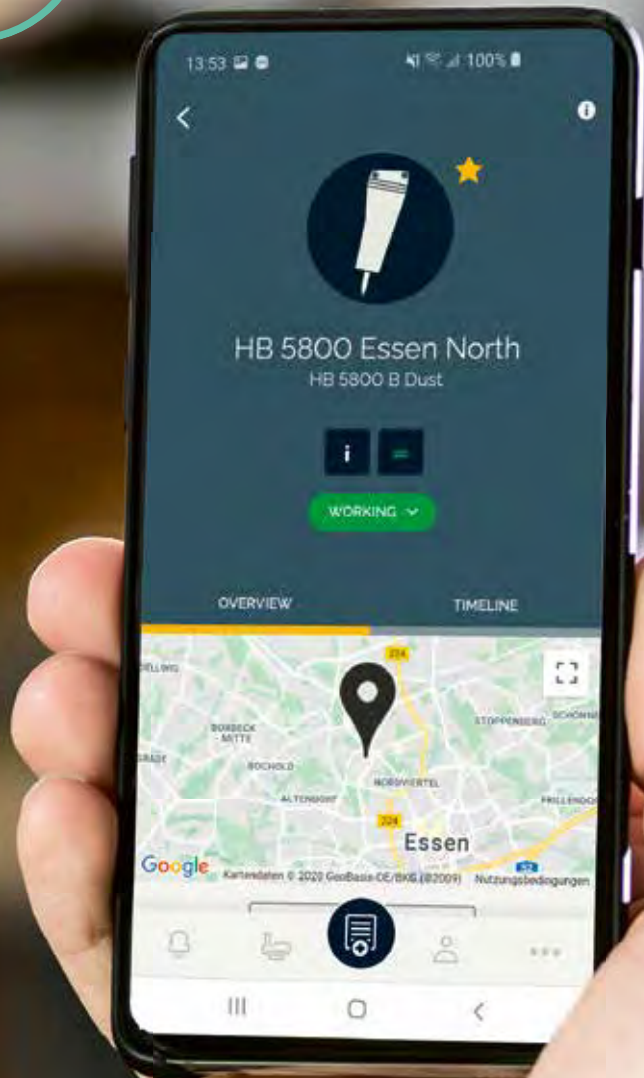 13:53
100%
HB 5800 Essen North
HB 5800 B Dust
i
WORKING
OVERVIEW
TIMELINE
224
BORBECK
- MITTE
STOPPENBERG
BOCHOLD
NORDVIERTEL
ALTENDORF
224
Essen
52
Google
Kartendaten © 2020 GeoBasis-DE/BKG (©2009)
Nutzungsbedingungen